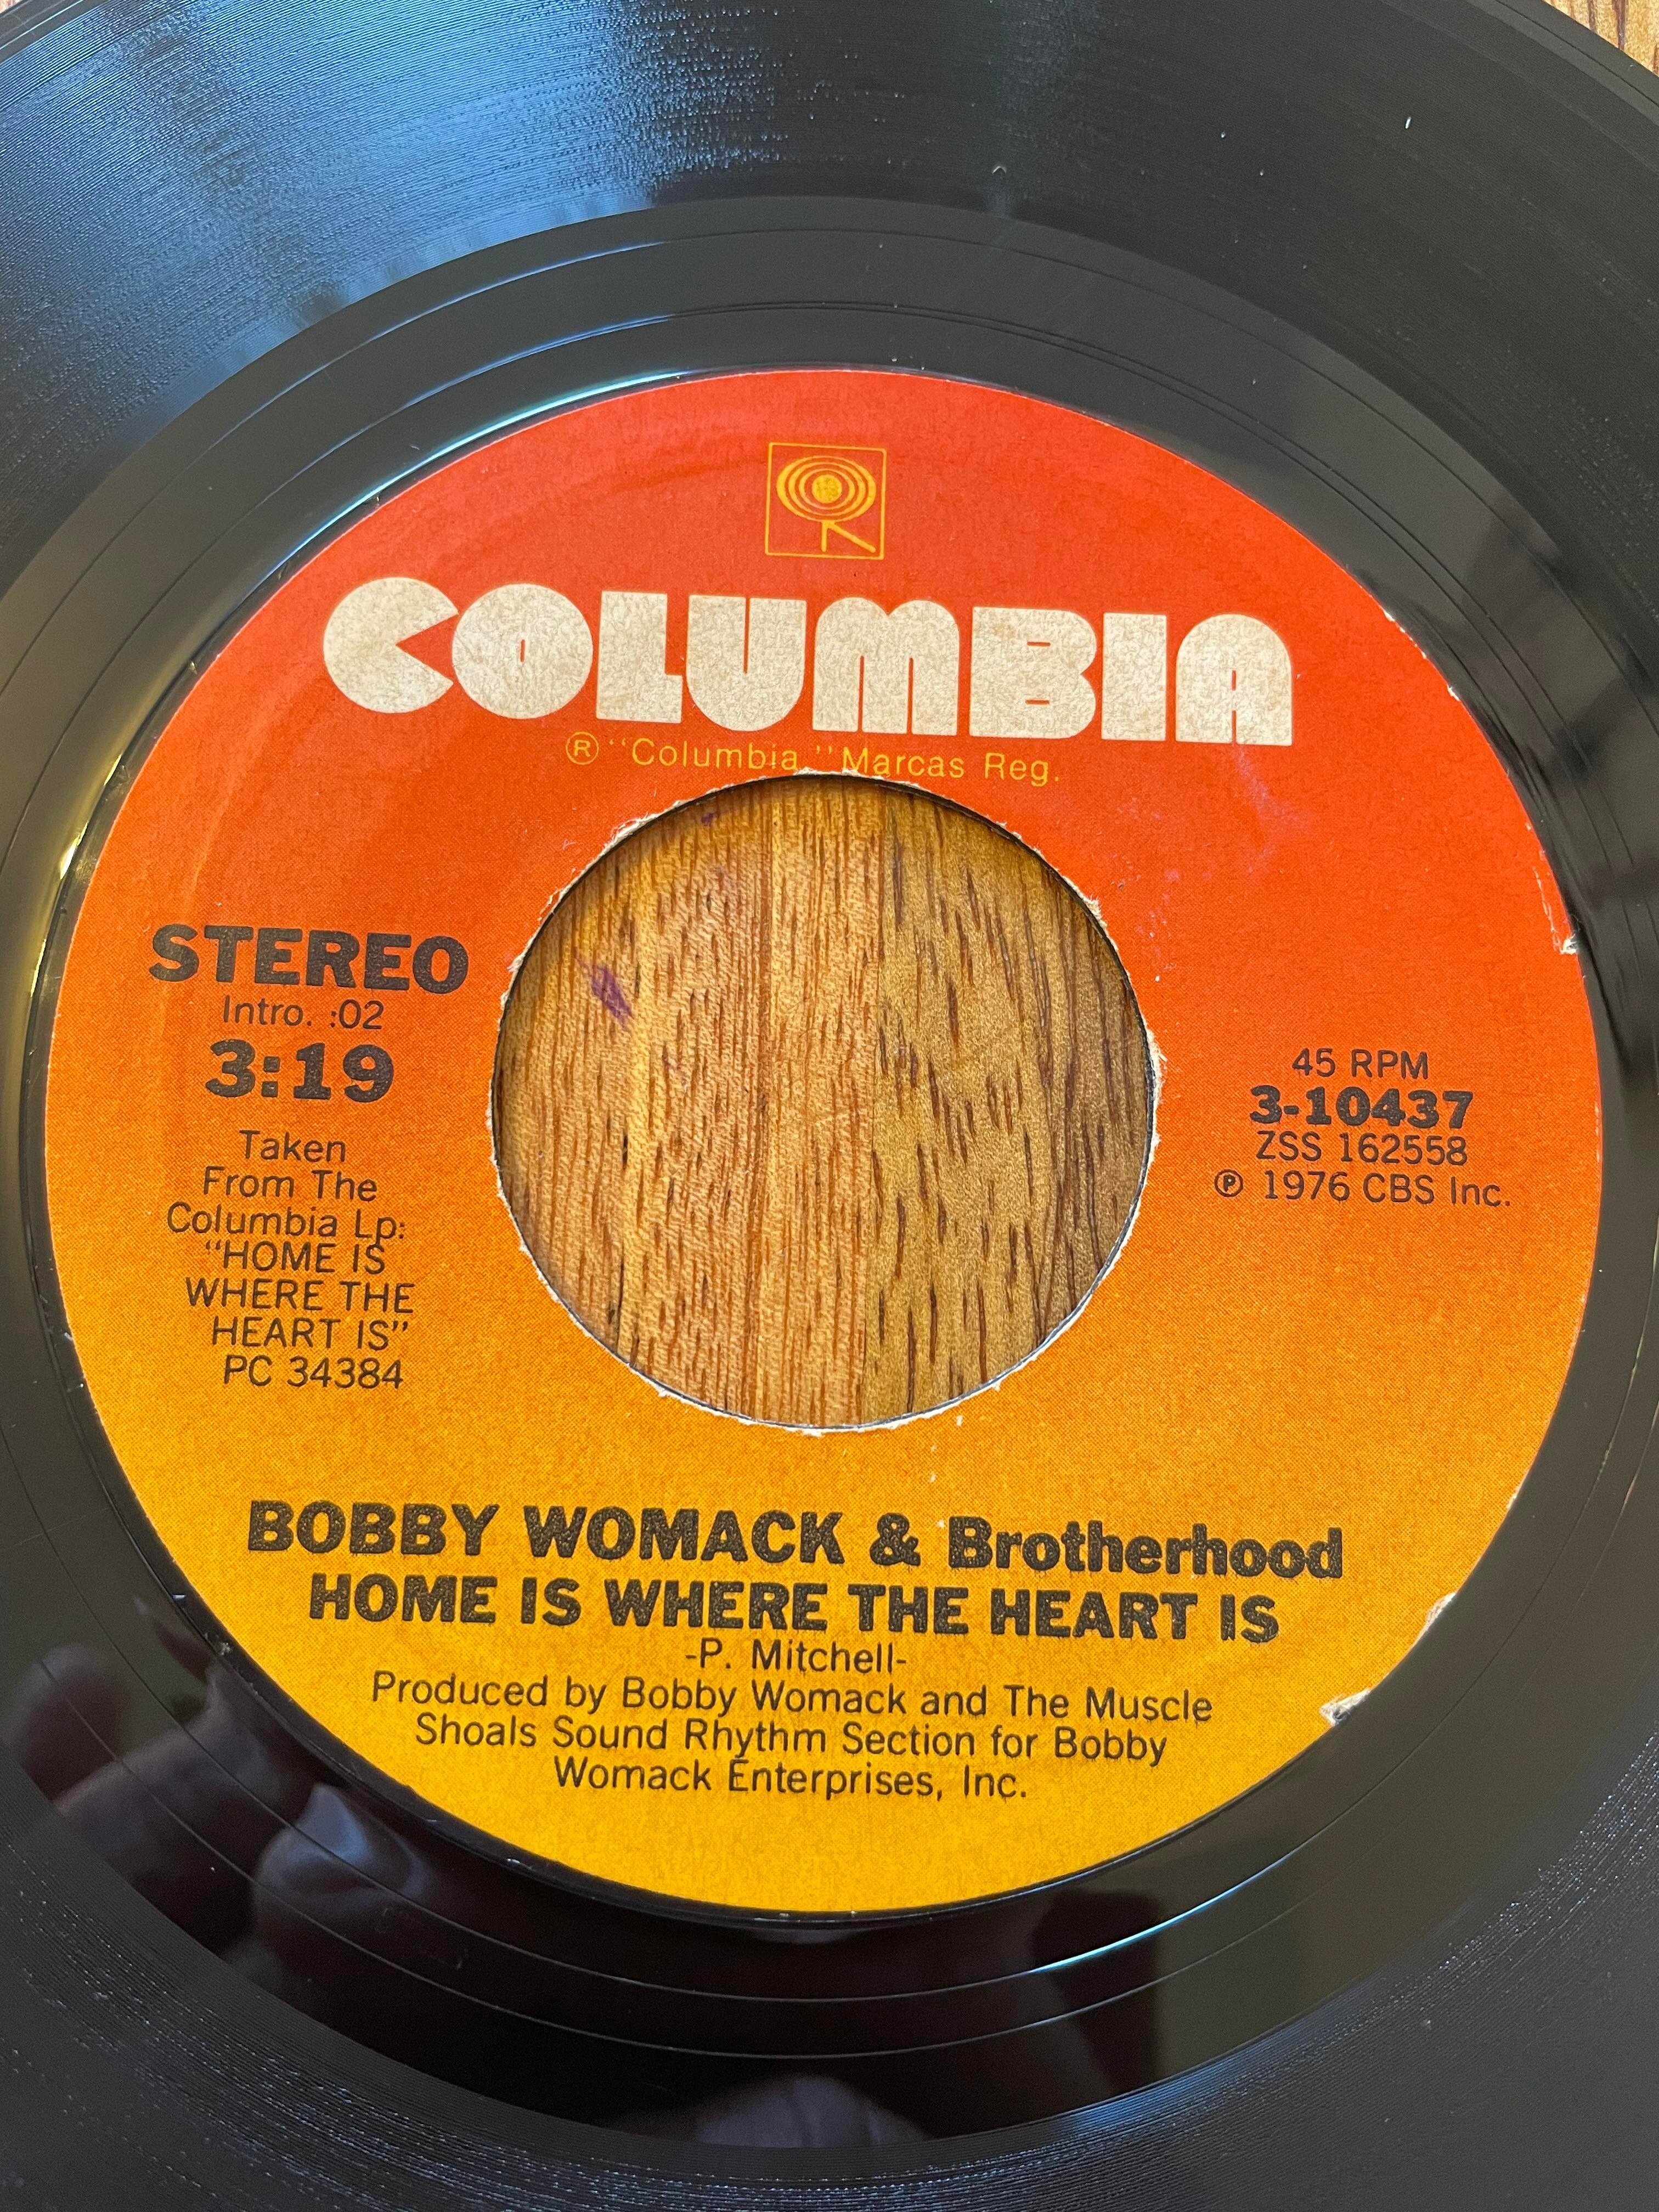 COLUMBIA
® "Columbia," Marcas Reg.
STEREO
Intro. :02
3:19
Taken
From The
Columbia Lp:
"HOME IS
WHERE THE
HEART IS"
PC 34384
45 RPM
3-10437
ZSS 162558
℗ 1976 CBS Inc.
BOBBY WOMACK & Brotherhood
HOME IS WHERE THE HEART IS
-P. Mitchell-
Produced by Bobby Womack and The Muscle
Shoals Sound Rhythm Section for Bobby
Womack Enterprises, Inc.